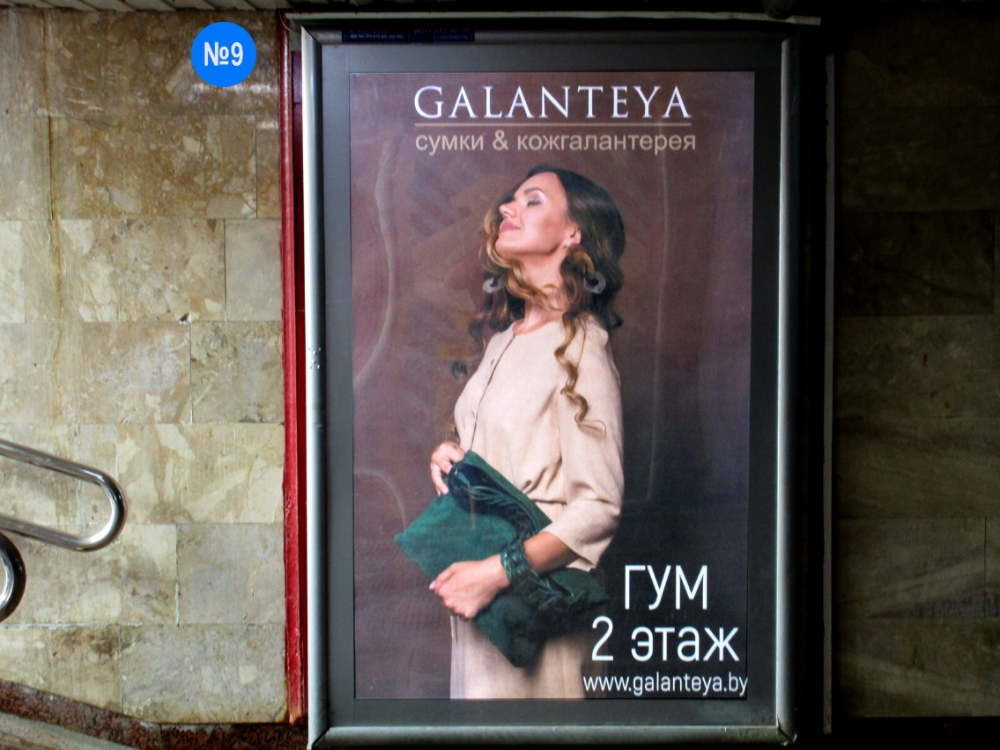 №9
GALANTEYA
сумки & кожгалантерея
ГУМ
2 этаж
www.galanteya.by